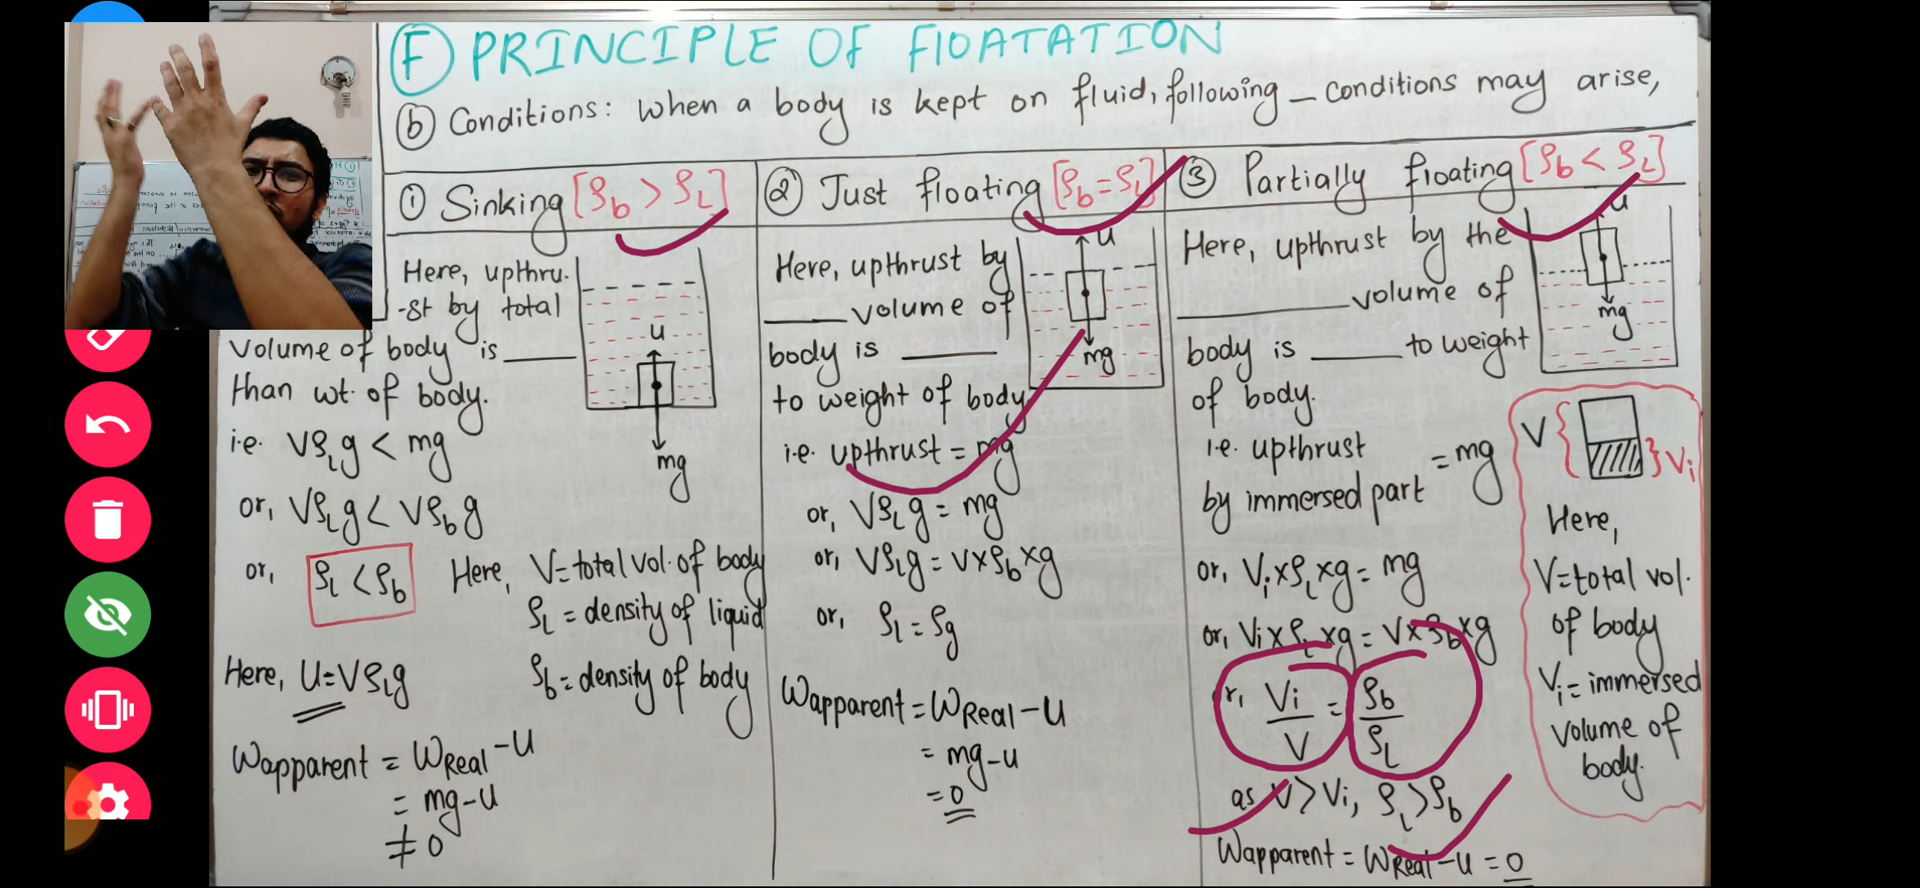 Ⓕ PRINCIPLE OF FlOATATION
ⓑ Conditions: When a body is kept on fluid, following conditions may arise,
① Sinking [ρb > ρL]
Here, upthru-
-st by total
volume of body is ____
than wt. of body.
i.e. VρLg < mg
or, VρLg < Vρbg
or, ρL < ρb
Here, V = total vol. of body
ρL = density of liquid
ρb = density of body
Here, U = VρLg
Wapparent = WReal - U
= mg - U
≠ 0
U
mg
② Just floating [ρb = ρL]
Here, upthrust by
____ volume of
body is ____
to weight of body
i.e. upthrust = mg
or, VρLg = mg
or, VρLg = V×ρb×g
or, ρL = ρg
Wapparent = WReal - U
= mg - U
= 0
U
mg
③ Partially floating [ρb < ρL]
Here, upthrust by the
____ volume of
body is ____ to weight
of body.
i.e. upthrust
by immersed part = mg
or, Vi×ρL×g = mg
or, Vi×ρL×g = V×ρb×g
or, Vi/V = ρb/ρL
as V > Vi, ρL > ρb
Wapparent = WReal - U = 0
U
mg
V { } Vi
Here,
V = total vol.
of body
Vi = immersed
volume of
body.